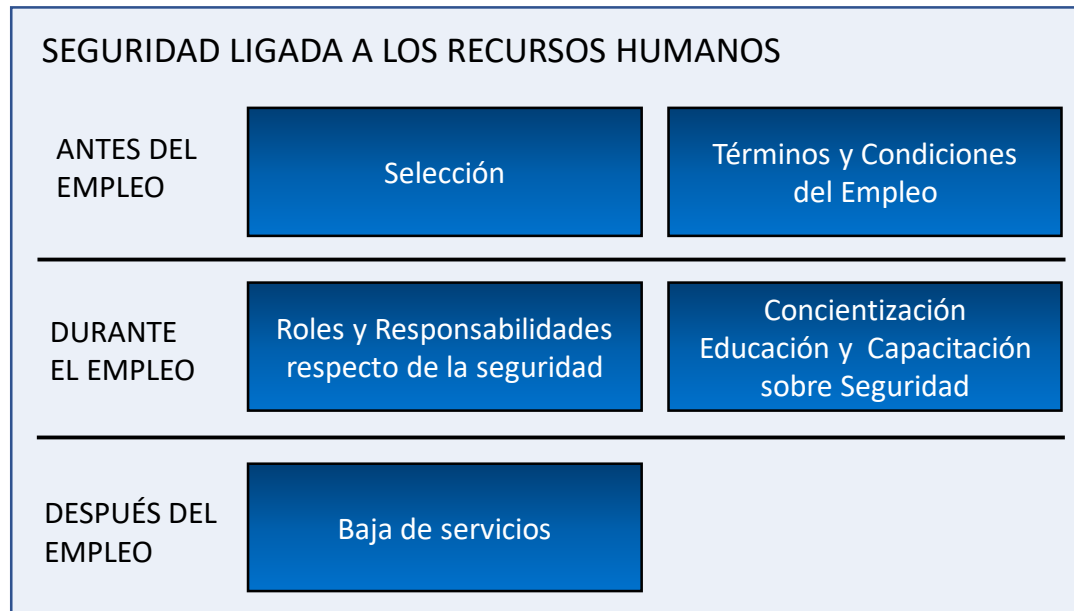 SEGURIDAD LIGADA A LOS RECURSOS HUMANOS
ANTES DEL
EMPLEO
Selección
Términos y Condiciones
del Empleo
DURANTE
EL EMPLEO
Roles y Responsabilidades
respecto de la seguridad
Concientización
Educación y Capacitación
sobre Seguridad
DESPUÉS DEL
EMPLEO
Baja de servicios